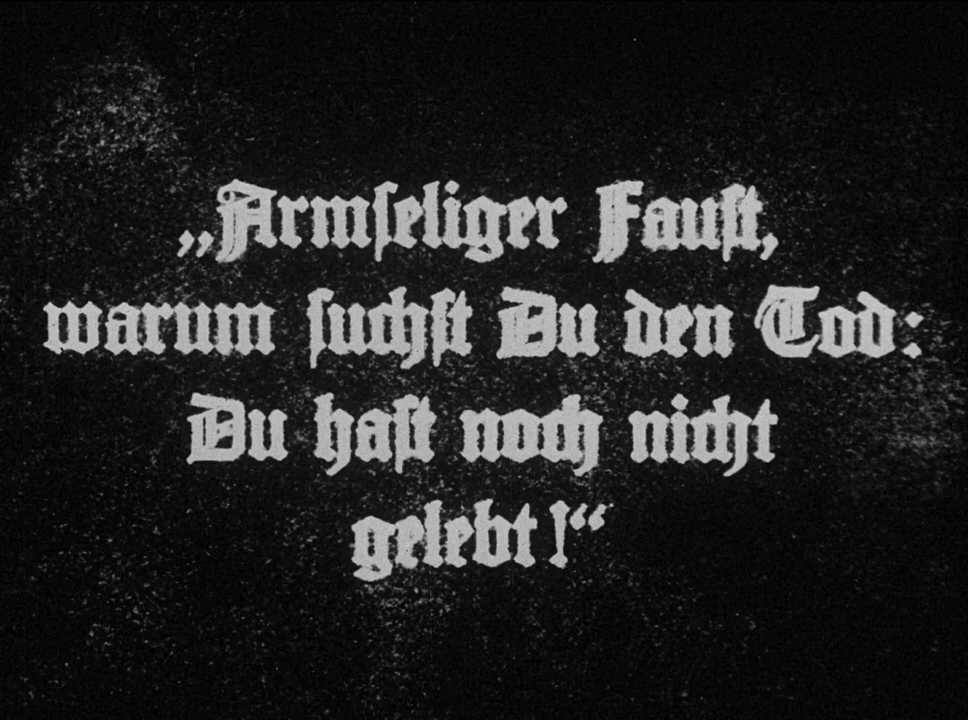 „Armſeliger Fauſt,
warum ſuchſt Du den Tod:
Du haſt noch nicht
gelebt!“